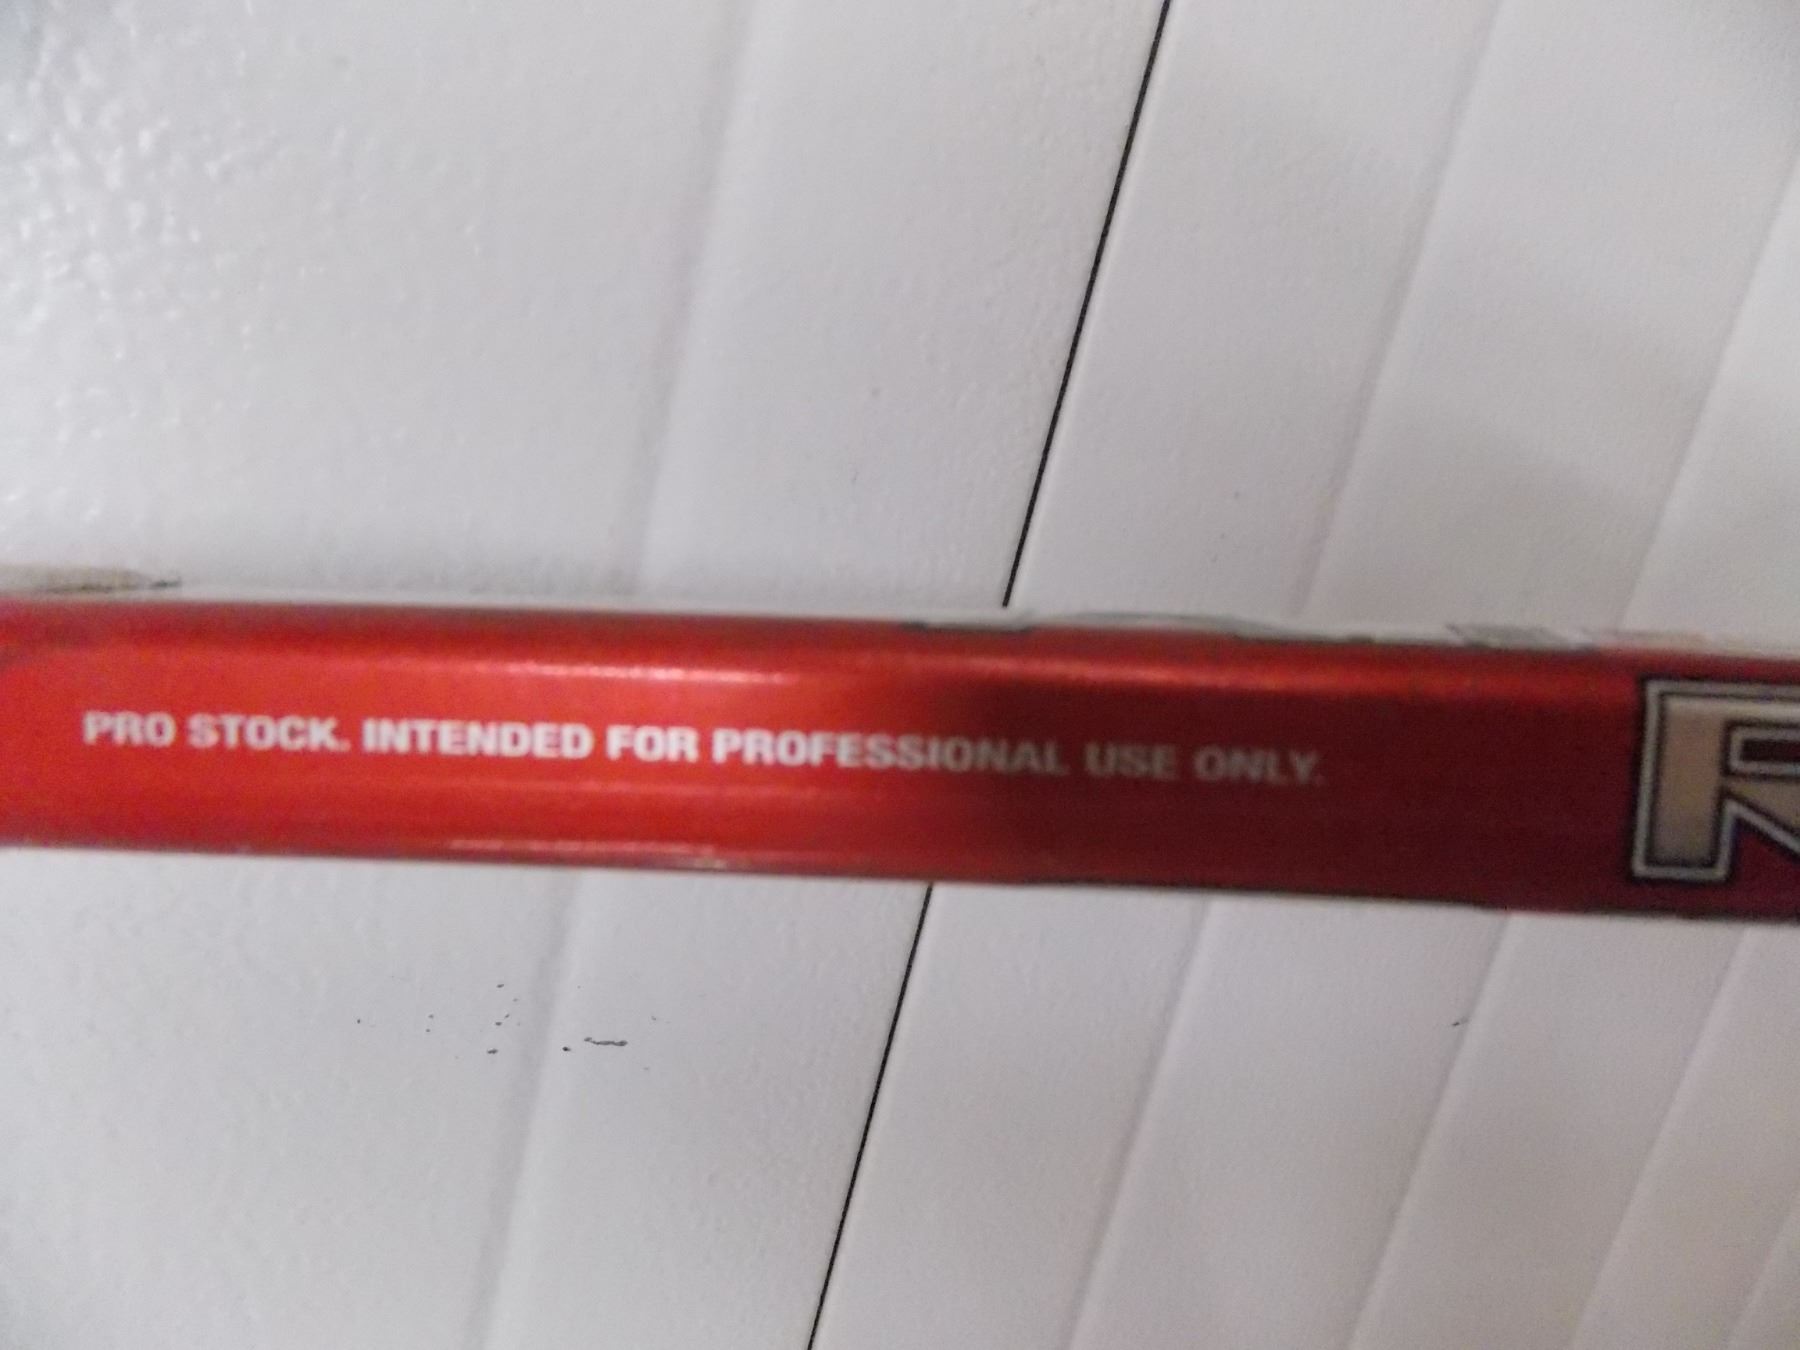 PRO STOCK. INTENDED FOR PROFESSIONAL USE ONLY.